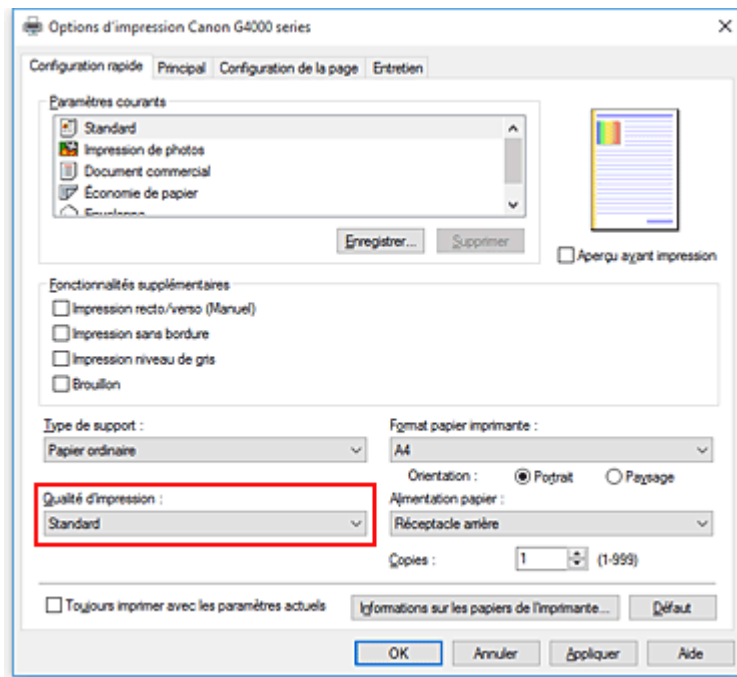 Options d'impression Canon G4000 series
Configuration rapide Principal Configuration de la page Entretien
Paramètres courants
Standard
Impression de photos
Document commercial
Économie de papier
Enregistrer... Supprimer
Aperçu avant impression
Fonctionnalités supplémentaires
Impression recto/verso (Manuel)
Impression sans bordure
Impression niveau de gris
Brouillon
Type de support :
Papier ordinaire
Format papier imprimante :
A4
Orientation : Portrait Paysage
Qualité d'impression :
Standard
Alimentation papier :
Réceptacle arrière
Copies : 1 (1-999)
Toujours imprimer avec les paramètres actuels
Informations sur les papiers de l'imprimante... Défaut
OK Annuler Appliquer Aide